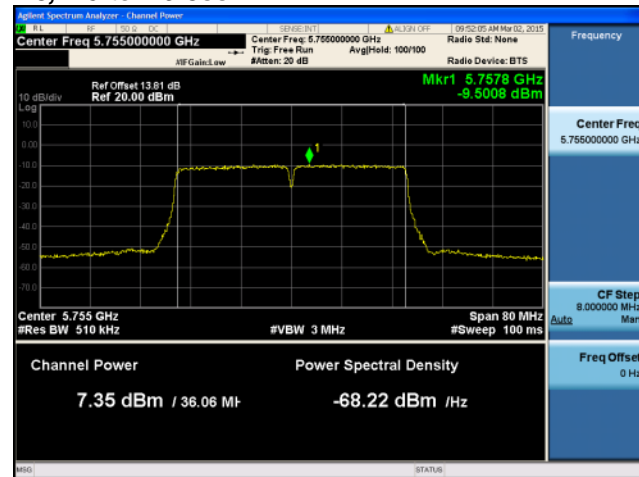 Agilent Spectrum Analyzer - Channel Power
RL RF 50 Ω DC SENSE:INT ALIGN OFF 09:52:05 AM Mar 02, 2015
Center Freq 5.755000000 GHz
Center Freq: 5.755000000 GHz
Radio Std: None
Trig: Free Run Avg|Hold: 100/100
#IFGain:Low #Atten: 20 dB Radio Device: BTS
Frequency
Mkr1 5.7578 GHz
-9.5008 dBm
Ref Offset 13.81 dB
10 dB/div Ref 20.00 dBm
Log
10.0
0.00
-10.0
-20.0
-30.0
-40.0
-50.0
-60.0
-70.0
1
Center 5.755 GHz Span 80 MHz
#Res BW 510 kHz #VBW 3 MHz #Sweep 100 ms
Channel Power Power Spectral Density
7.35 dBm / 36.06 MH -68.22 dBm /Hz
Center Freq
5.755000000 GHz
CF Step
8.000000 MHz
Auto Man
Freq Offset
0 Hz
MSG STATUS